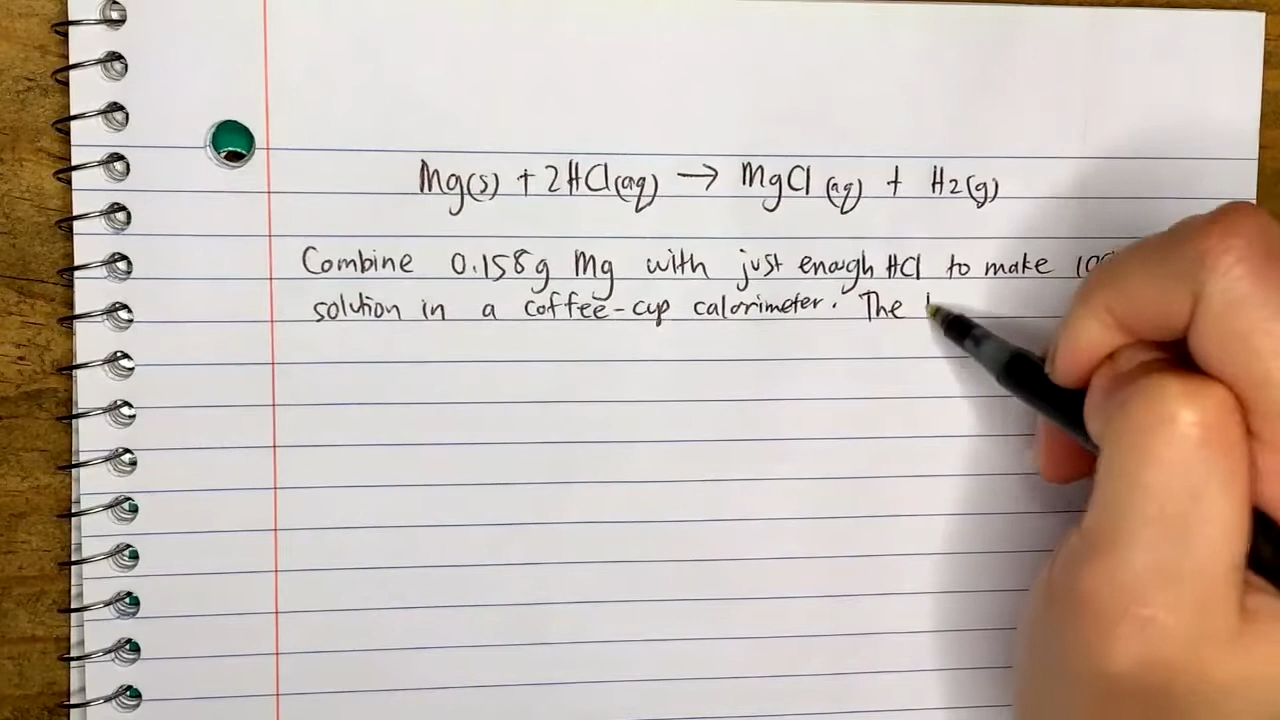 Mg(s) + 2HCl(aq) → MgCl (aq) + H2(g)
Combine 0.158g Mg with just enough HCl to make
solution in a coffee-cup calorimeter. The